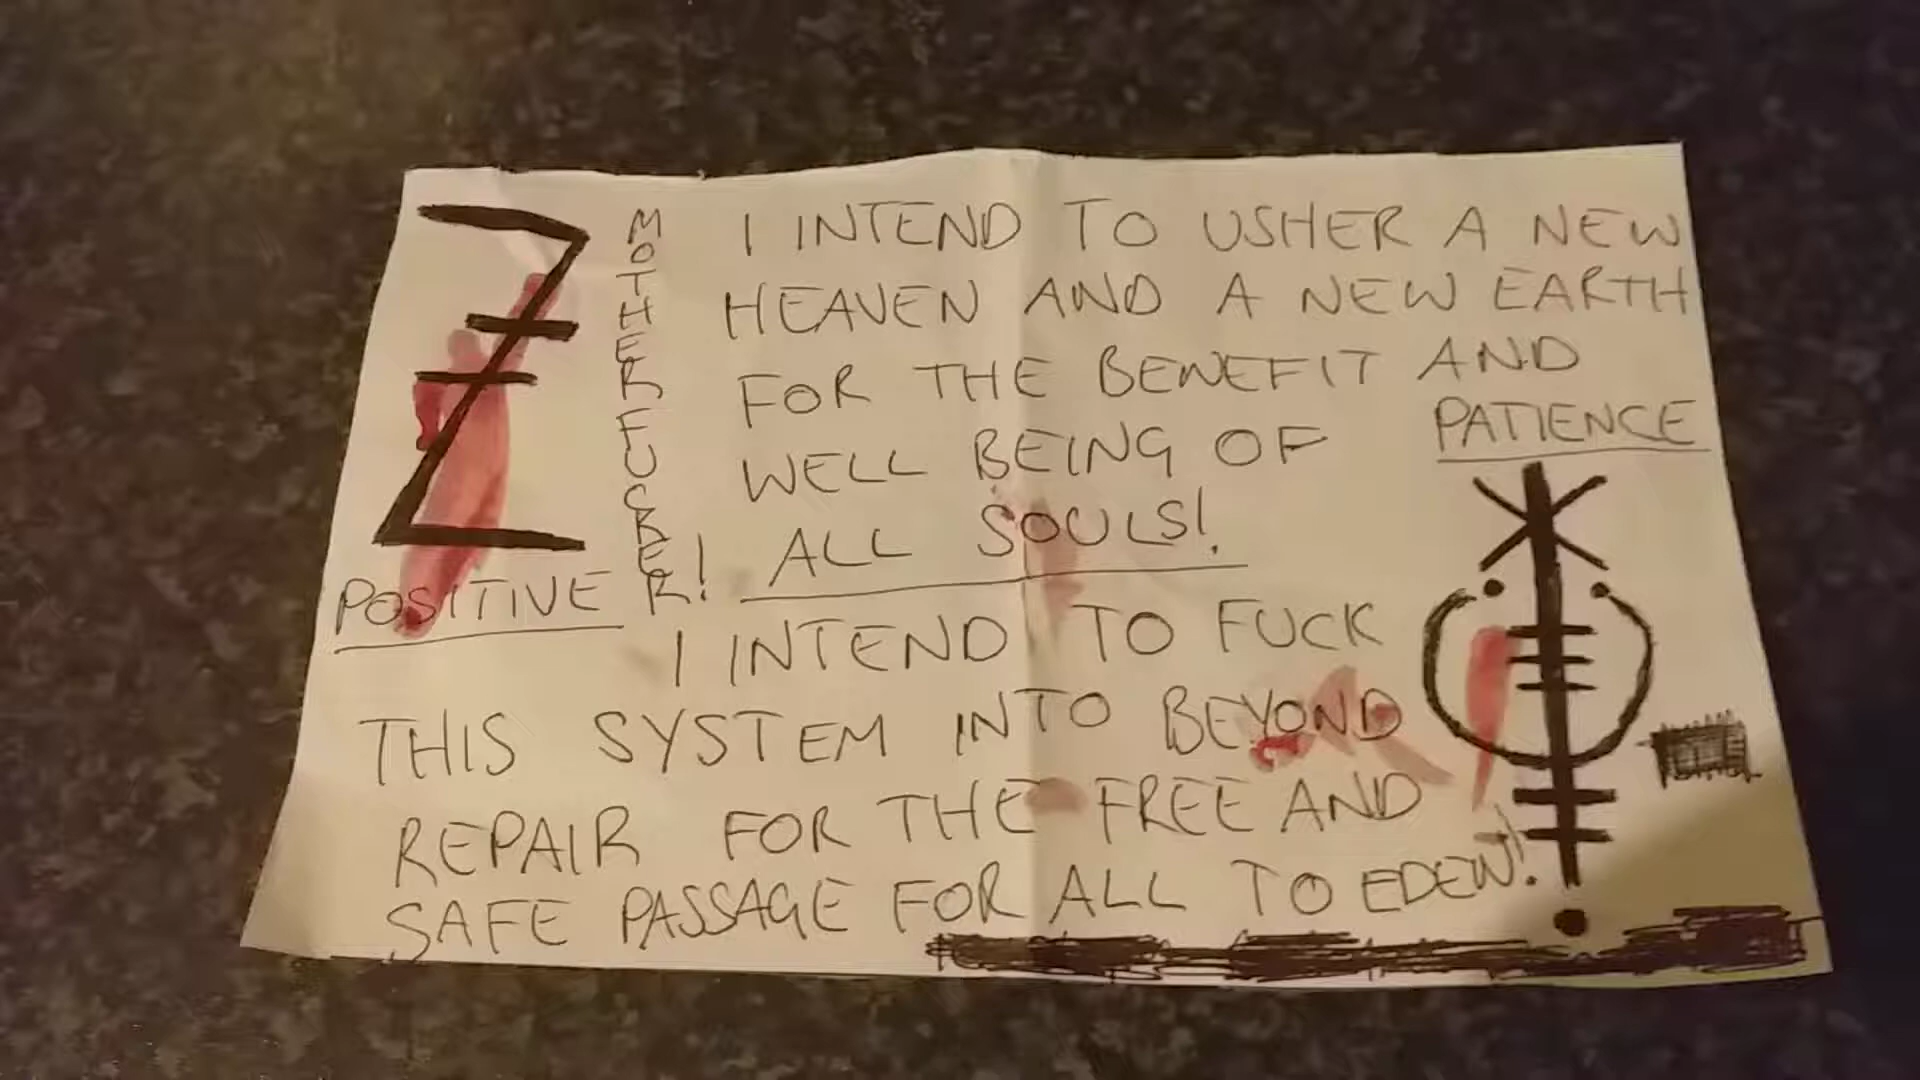 MOTHERFUCKER!
I INTEND TO USHER A NEW
HEAVEN AND A NEW EARTH
FOR THE BENEFIT AND
WELL BEING OF
ALL SOULS!
PATIENCE
POSITIVE
I INTEND TO FUCK
THIS SYSTEM INTO BEYOND
REPAIR FOR THE FREE AND
SAFE PASSAGE FOR ALL TO EDEN!